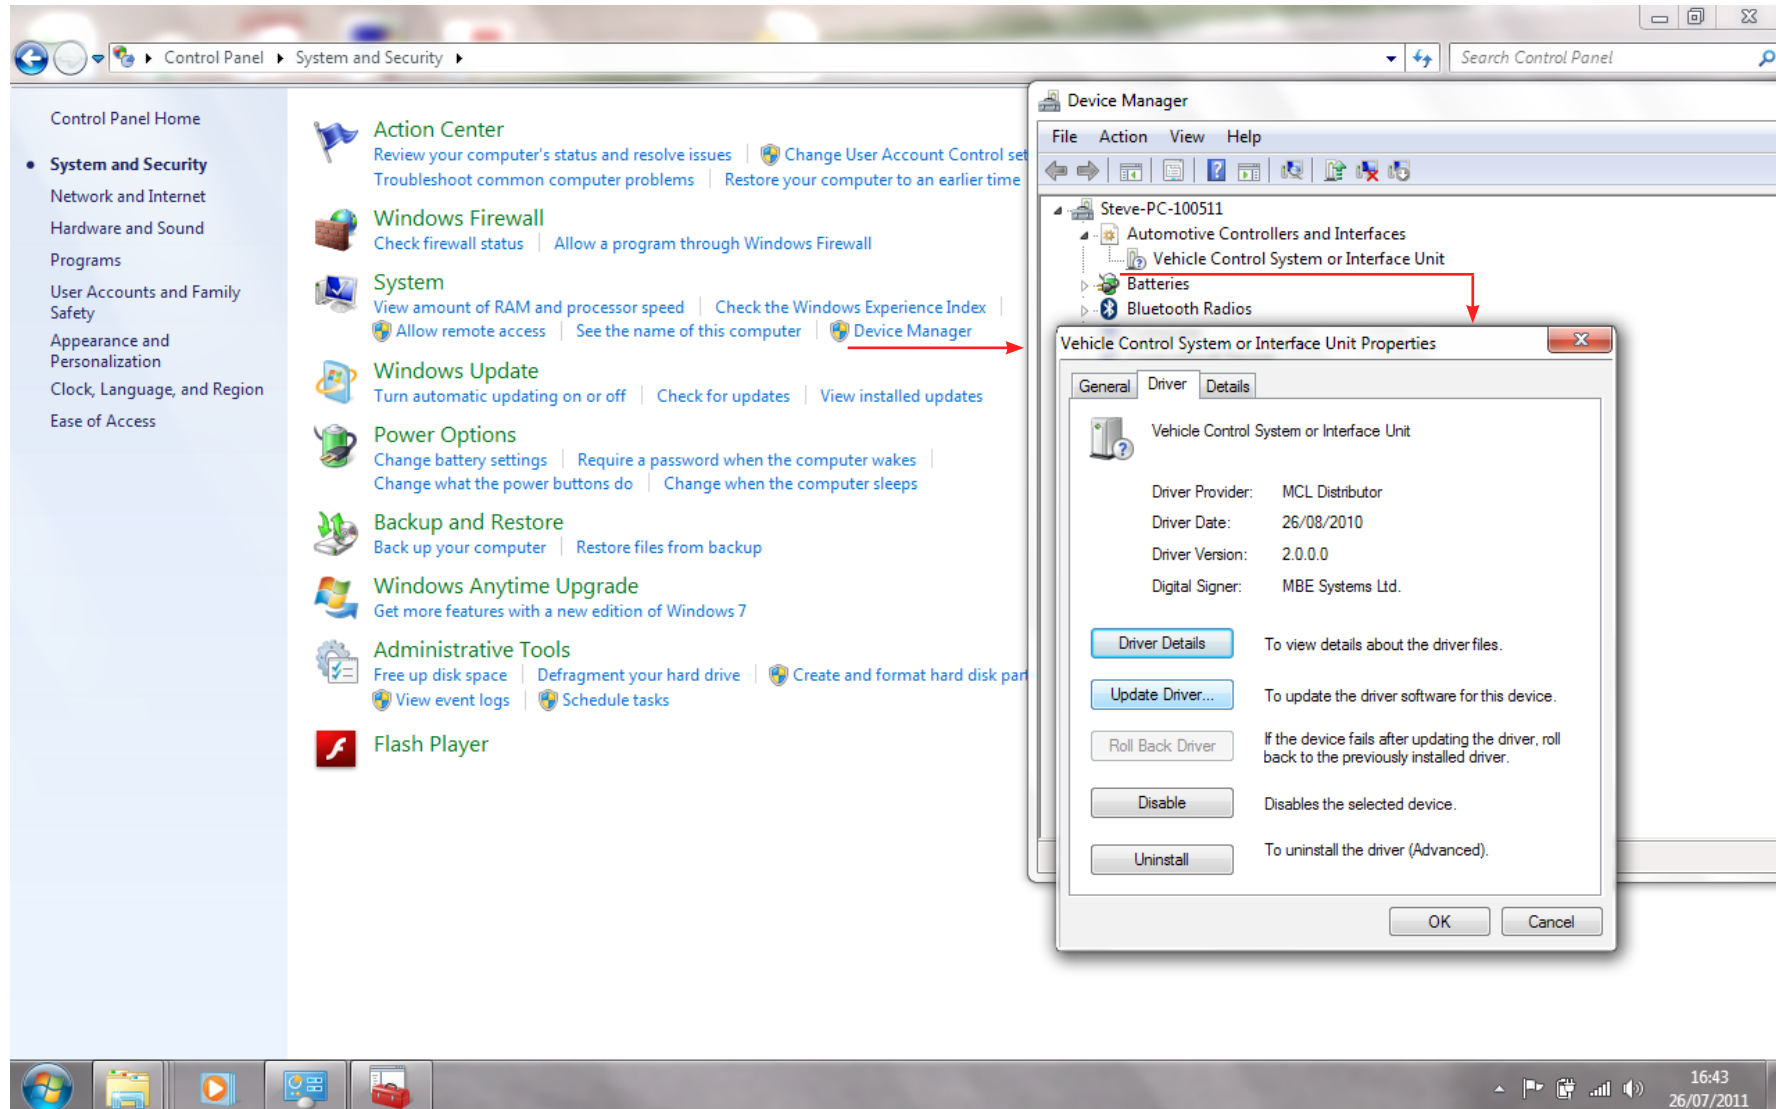 Control Panel System and Security
Search Control Panel
Control Panel Home
System and Security
Network and Internet
Hardware and Sound
Programs
User Accounts and Family
Safety
Appearance and
Personalization
Clock, Language, and Region
Ease of Access
Action Center
Review your computer's status and resolve issues Change User Account Control set
Troubleshoot common computer problems Restore your computer to an earlier time
Windows Firewall
Check firewall status Allow a program through Windows Firewall
System
View amount of RAM and processor speed Check the Windows Experience Index
Allow remote access See the name of this computer Device Manager
Windows Update
Turn automatic updating on or off Check for updates View installed updates
Power Options
Change battery settings Require a password when the computer wakes
Change what the power buttons do Change when the computer sleeps
Backup and Restore
Back up your computer Restore files from backup
Windows Anytime Upgrade
Get more features with a new edition of Windows 7
Administrative Tools
Free up disk space Defragment your hard drive Create and format hard disk part
View event logs Schedule tasks
Flash Player
Device Manager
File Action View Help
Steve-PC-100511
Automotive Controllers and Interfaces
Vehicle Control System or Interface Unit
Batteries
Bluetooth Radios
Vehicle Control System or Interface Unit Properties
General Driver Details
Vehicle Control System or Interface Unit
Driver Provider: MCL Distributor
Driver Date: 26/08/2010
Driver Version: 2.0.0.0
Digital Signer: MBE Systems Ltd.
Driver Details To view details about the driver files.
Update Driver... To update the driver software for this device.
Roll Back Driver If the device fails after updating the driver, roll
back to the previously installed driver.
Disable Disables the selected device.
Uninstall To uninstall the driver (Advanced).
OK Cancel
16:43
26/07/2011